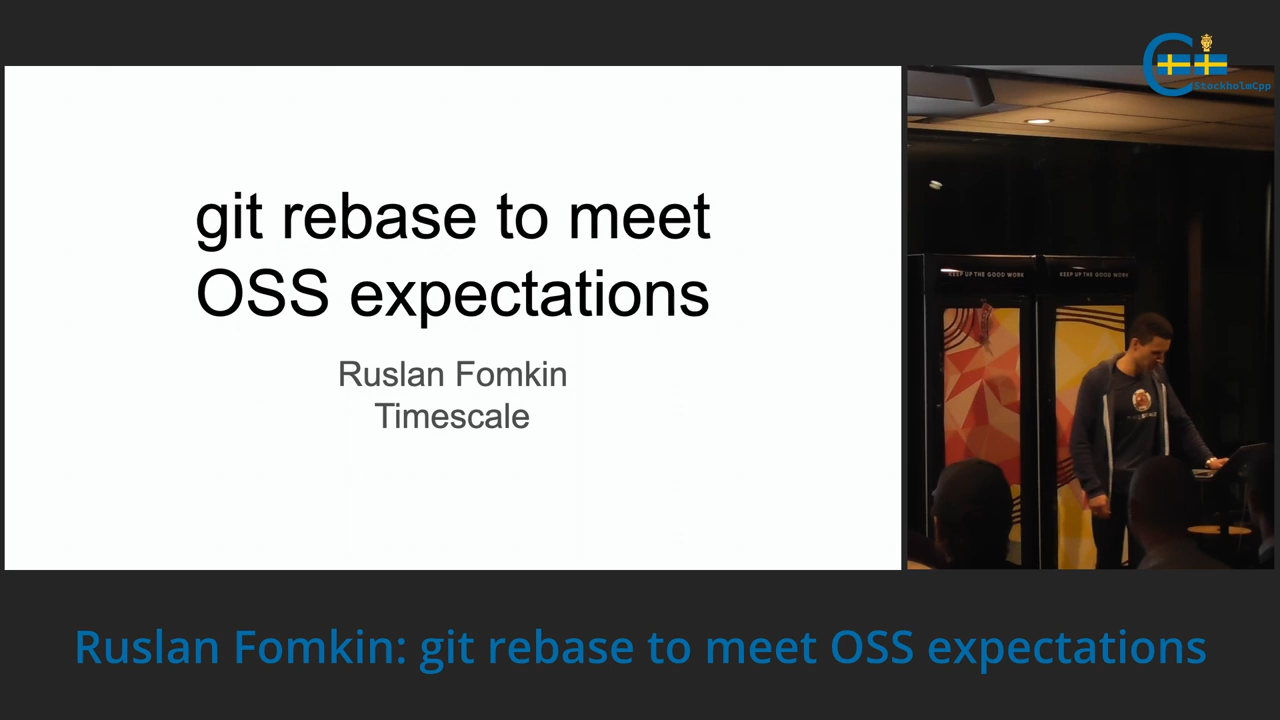 StockholmCpp
git rebase to meet
OSS expectations
Ruslan Fomkin
Timescale
KEEP UP THE GOOD WORK
KEEP UP THE GOOD WORK
Ruslan Fomkin: git rebase to meet OSS expectations